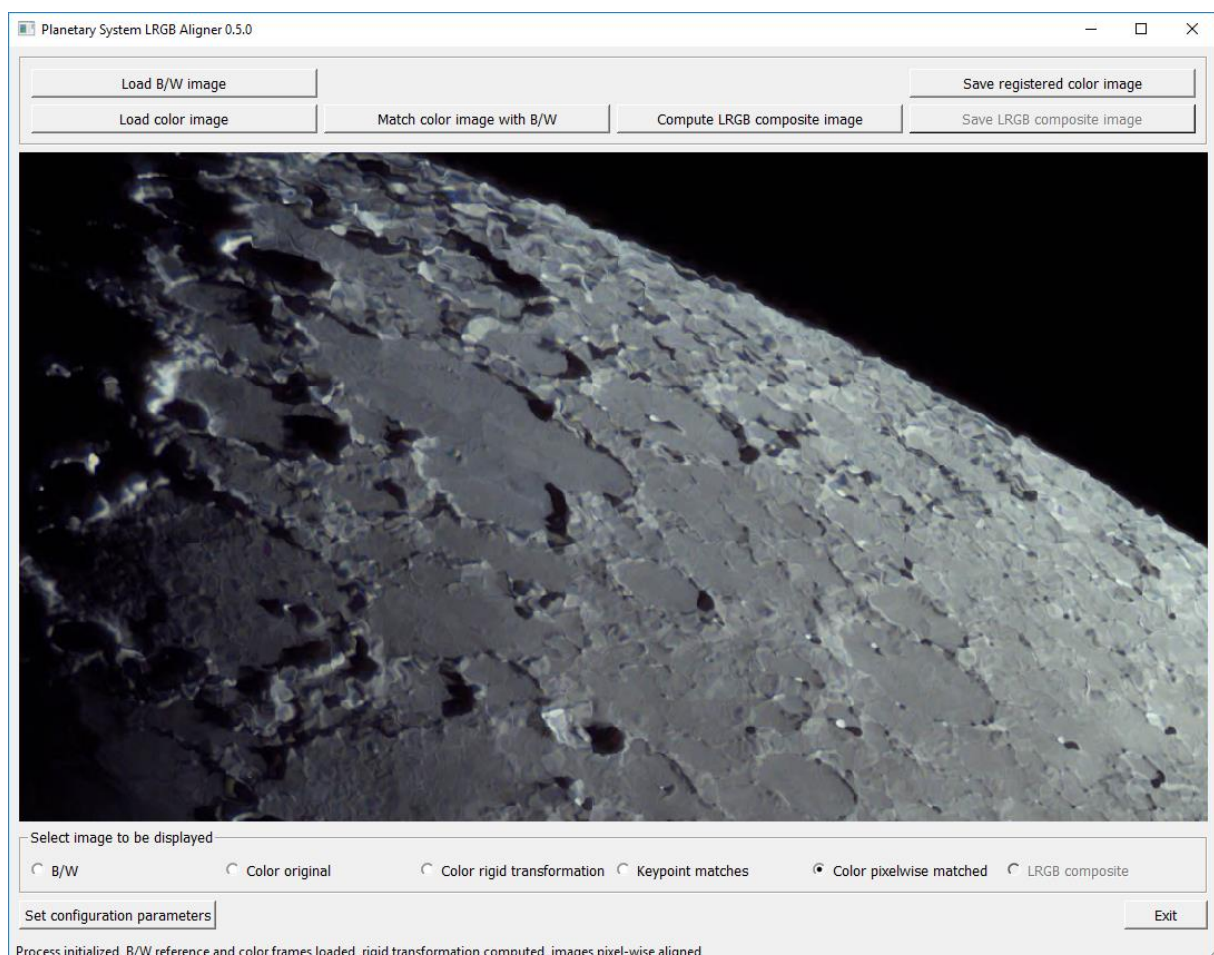 Planetary System LRGB Aligner 0.5.0
Load B/W image
Save registered color image
Load color image
Match color image with B/W
Compute LRGB composite image
Save LRGB composite image
Select image to be displayed
B/W
Color original
Color rigid transformation
Keypoint matches
Color pixelwise matched
LRGB composite
Set configuration parameters
Exit
Process initialized, B/W reference and color frames loaded, rigid transformation computed, images pixel-wise aligned